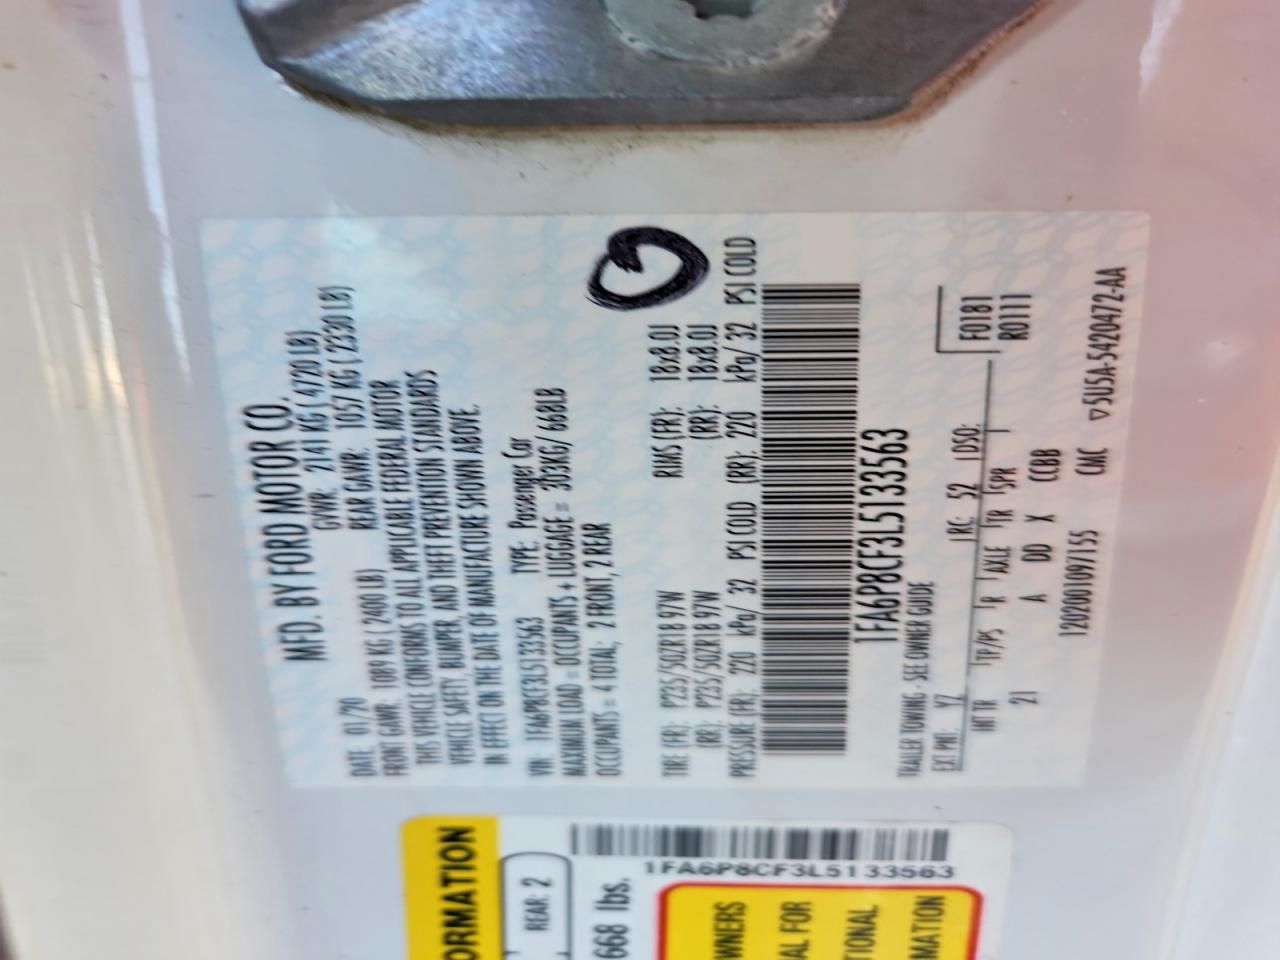 MFD. BY FORD MOTOR CO.
DATE: 01/20 GVWR: 2141 KG ( 4720 LB)
FRONT GAWR: 1089 KG ( 2400 LB) REAR GAWR: 1057 KG ( 2330 LB)
THIS VEHICLE CONFORMS TO ALL APPLICABLE FEDERAL MOTOR
VEHICLE SAFETY, BUMPER, AND THEFT PREVENTION STANDARDS
IN EFFECT ON THE DATE OF MANUFACTURE SHOWN ABOVE.
VIN: 1FA6P8CF3L5133563 TYPE: Passenger Car
MAXIMUM LOAD = OCCUPANTS + LUGGAGE = 303KG/ 668LB
OCCUPANTS = 4 TOTAL; 2 FRONT, 2 REAR
TIRE (FR): P235/50ZR18 97W RIMS (FR): 18x8.0J
(RR): P235/50ZR18 97W (RR): 18x8.0J
PRESSURE (FR): 220 kPa/ 32 PSI COLD (RR): 220 kPa/ 32 PSI COLD
1FA6P8CF3L5133563
TRAILER TOWING - SEE OWNER GUIDE
EXT PNT: YZ RC: 52 DSO: F0181
INT TR TP/PS R AXLE TR SPR R0111
21 A DD X CCBB
1202001097155 CMC ▽5U5A-5420472-AA
ORMATION
REAR: 2
668 lbs.
1FA6P8CF3L5133563
WNERS
AL FOR
TIONAL
MATION